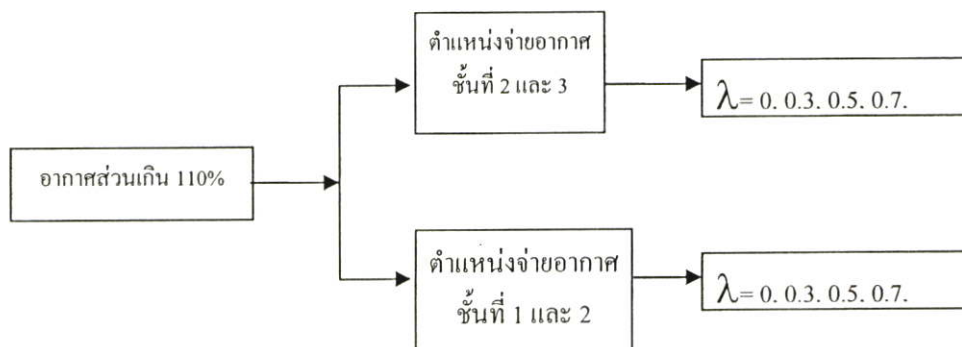 ตำแหน่งจ่ายอากาศ
ชั้นที่ 2 และ 3
λ= 0. 0.3. 0.5. 0.7.
อากาศส่วนเกิน 110%
ตำแหน่งจ่ายอากาศ
ชั้นที่ 1 และ 2
λ= 0. 0.3. 0.5. 0.7.